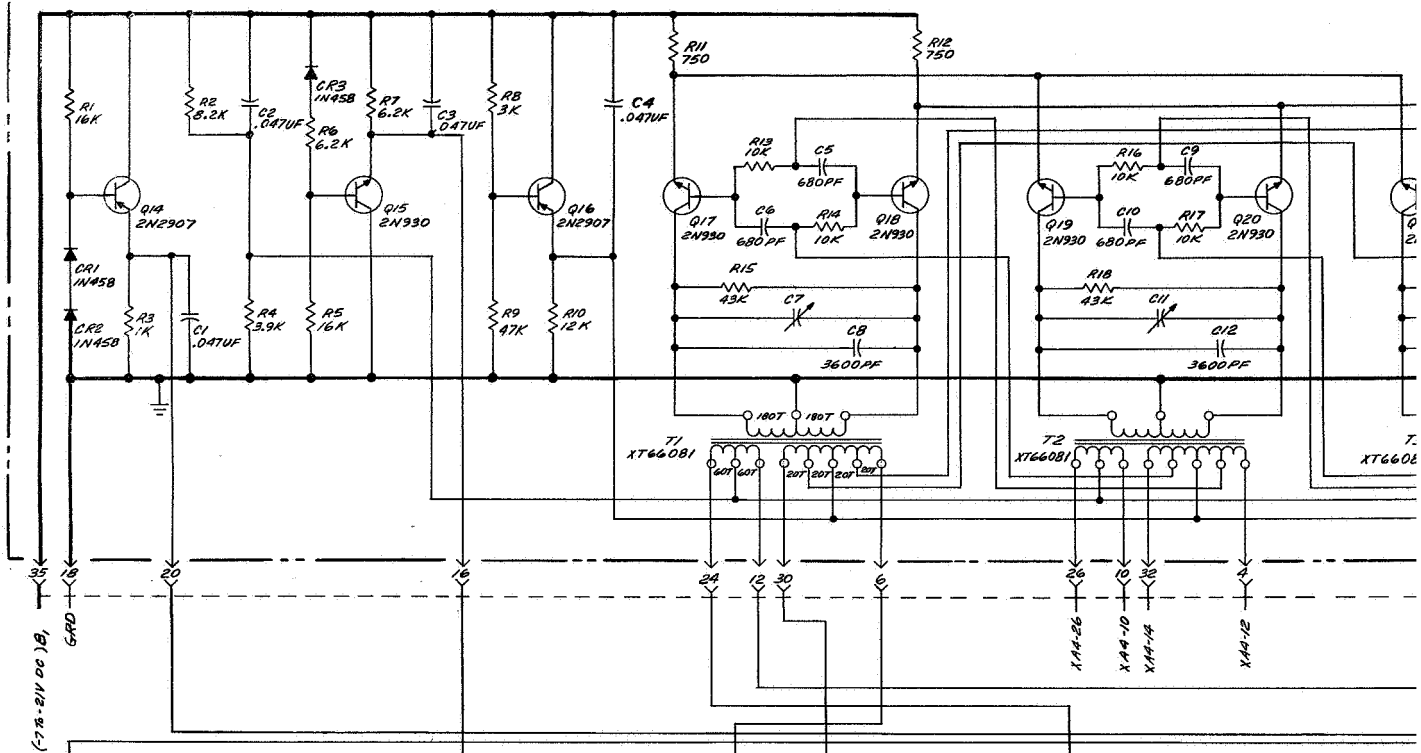 R11
750
R12
750
R1
16K
R2
8.2K
C2
.047UF
CR3
1N458
R6
6.2K
R7
6.2K
C3
.047UF
R8
3K
C4
.047UF
R13
10K
C5
680PF
R16
10K
C9
680PF
Q14
2N2907
Q15
2N930
Q16
2N2907
Q17
2N930
C6
680PF
R14
10K
Q18
2N930
Q19
2N930
C10
680PF
R17
10K
Q20
2N930
CR1
1N458
CR2
1N458
R3
1K
C1
.047UF
R4
3.9K
R5
16K
R9
47K
R10
12K
R15
43K
C7
C8
3600PF
R18
43K
C11
C12
3600PF
180T 180T
T1
XT66081
60T 60T 20T 20T 20T 20T
T2
XT66081
35 18 20 16 24 12 30 6 26 4
GRD
XA4-26
XA4-10
XA4-14
XA4-12